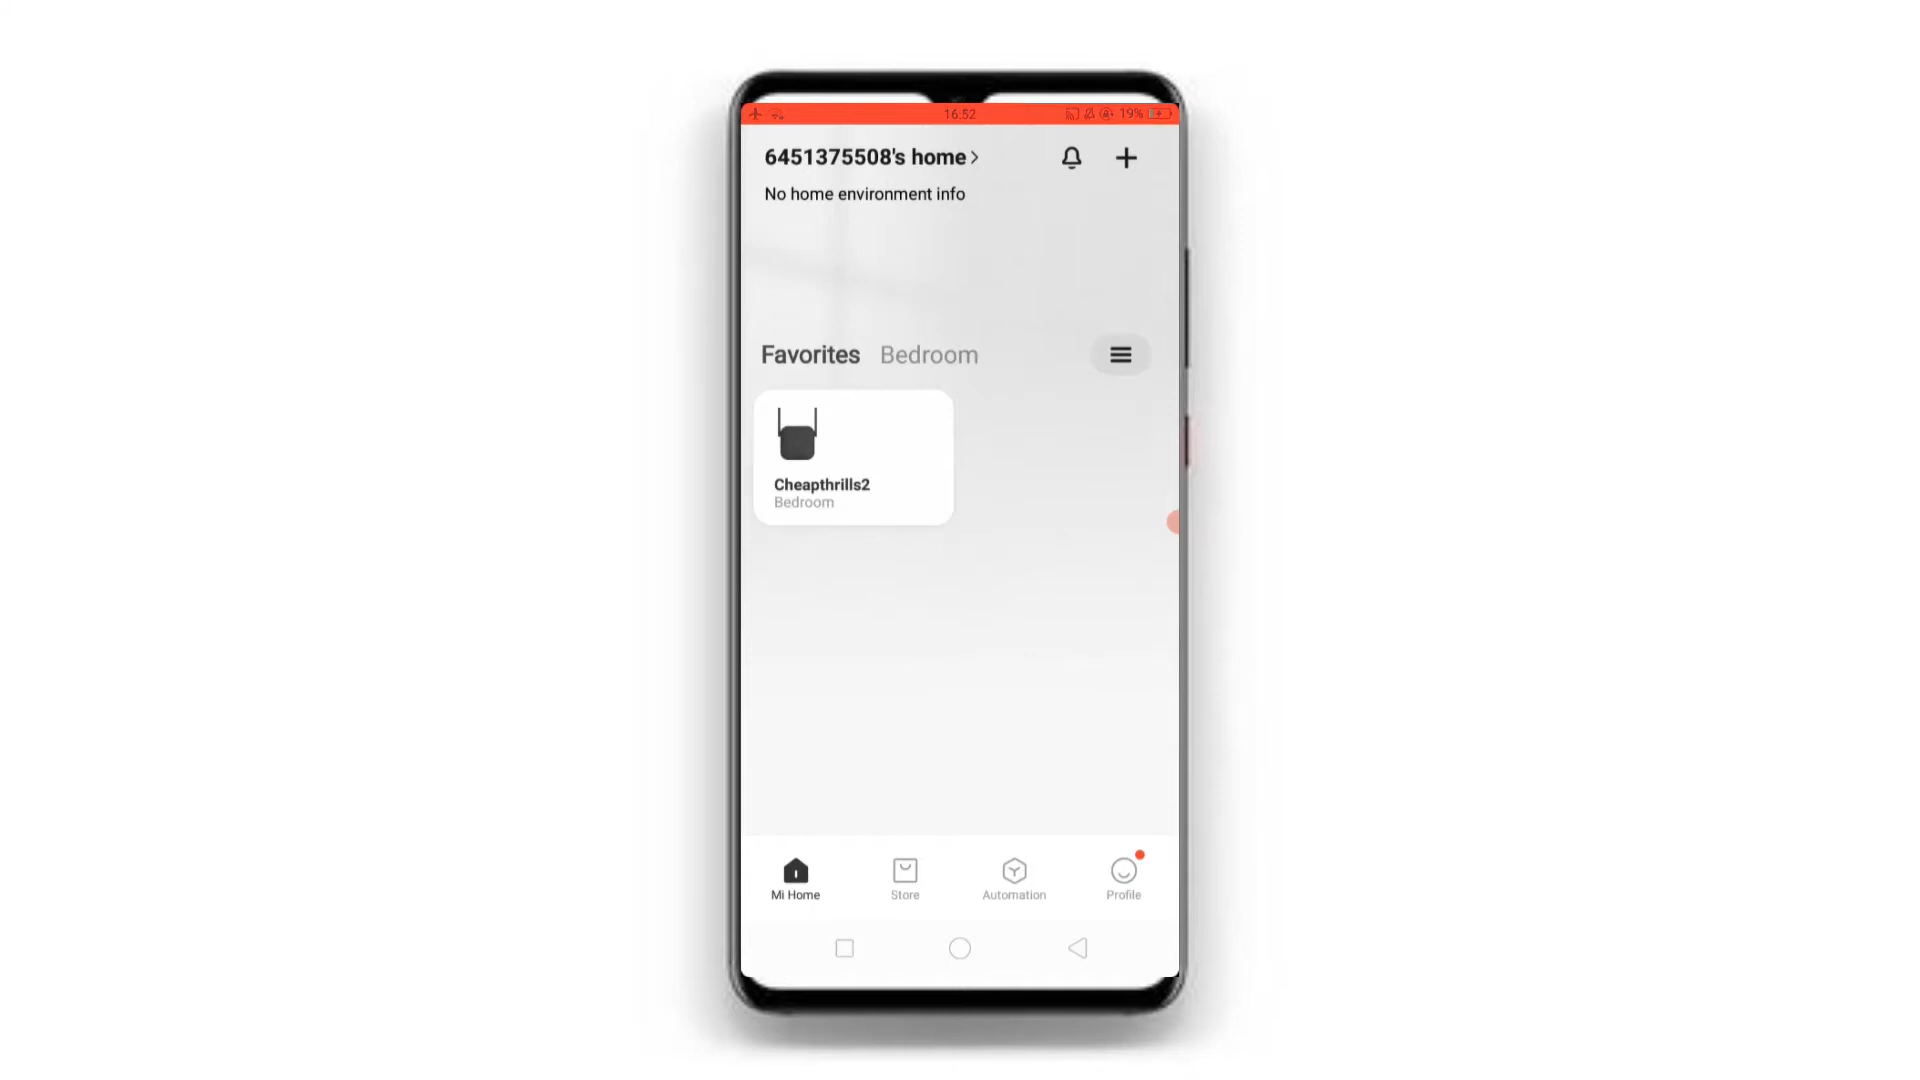 16:52 19%
6451375508's home
No home environment info
Favorites Bedroom
Cheapthrills2
Bedroom
Mi Home Store Automation Profile